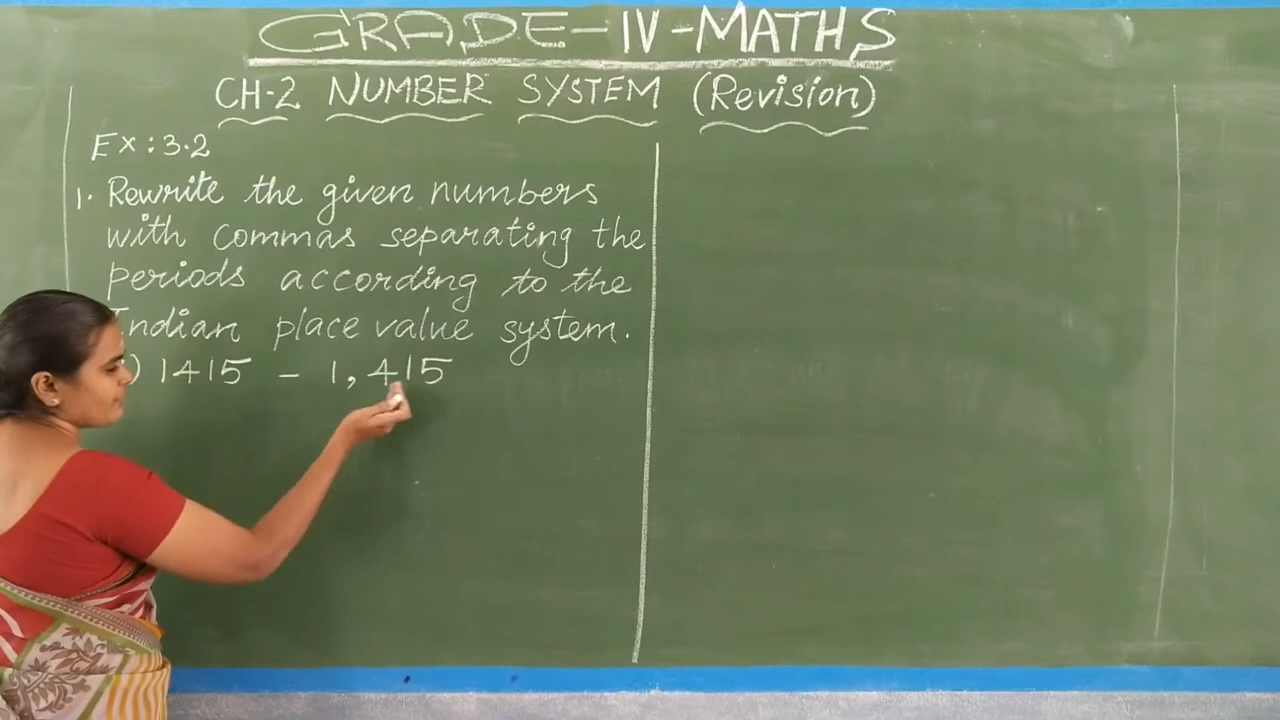 GRADE-IV-MATHS
CH-2 NUMBER SYSTEM (Revision)
Ex: 3.2
1. Rewrite the given numbers
with commas separating the
periods according to the
Indian place value system.
) 1415 - 1,415